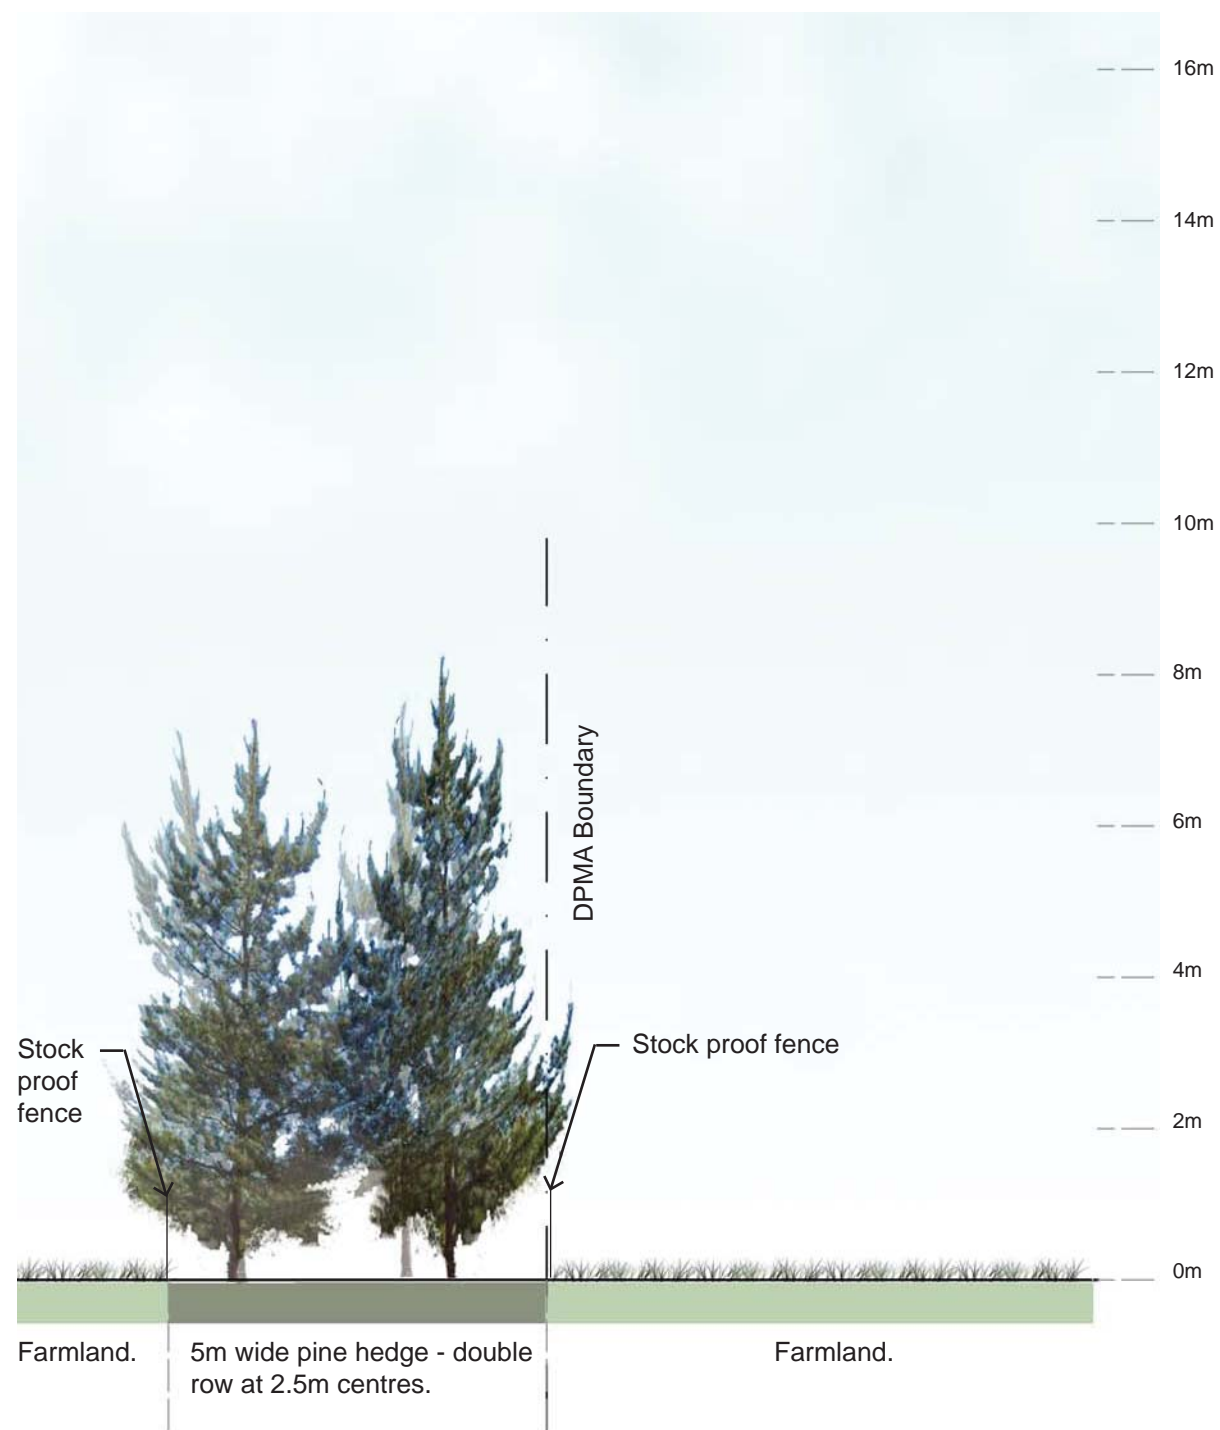 16m
14m
12m
10m
8m
6m
4m
2m
0m
DPMA Boundary
Stock
proof
fence
Stock proof fence
Farmland.
5m wide pine hedge - double
row at 2.5m centres.
Farmland.